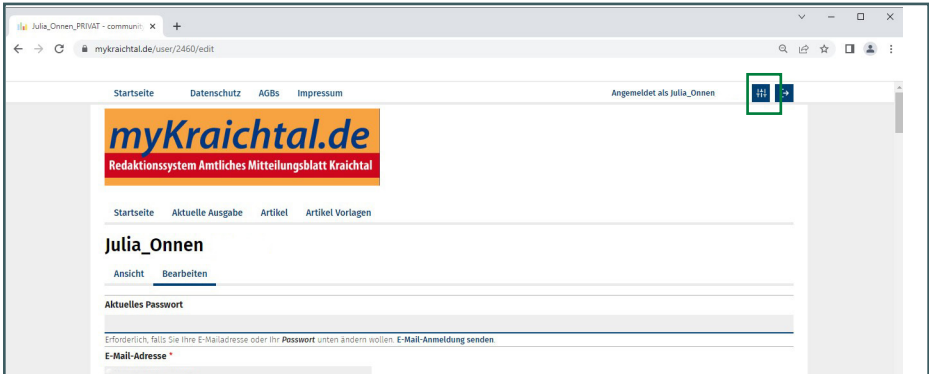 Julia_Onnen_PRIVAT - communit
mykraichtal.de/user/2460/edit
Startseite Datenschutz AGBs Impressum Angemeldet als Julia_Onnen
myKraichtal.de
Redaktionssystem Amtliches Mitteilungsblatt Kraichtal
Startseite Aktuelle Ausgabe Artikel Artikel Vorlagen
Julia_Onnen
Ansicht Bearbeiten
Aktuelles Passwort
Erforderlich, falls Sie Ihre E-Mailadresse oder Ihr Passwort unten ändern wollen. E-Mail-Anmeldung senden
E-Mail-Adresse *